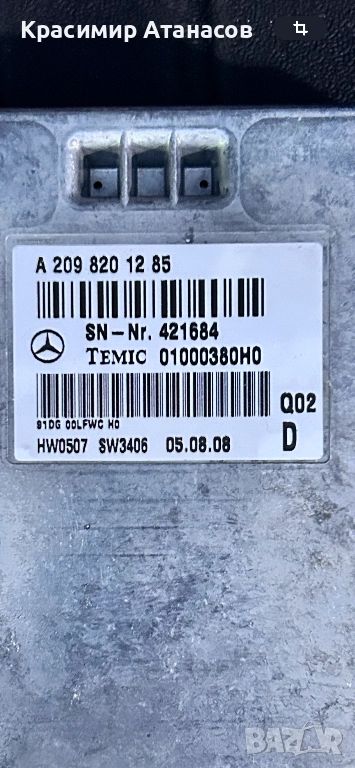 Красимир Атанасов
A 209 820 12 85
SN-Nr. 421684
TEMIC 01000380H0
91DG 00LFWC H0
Q02
HW0507 SW3406 05.08.08 D
BAZAR